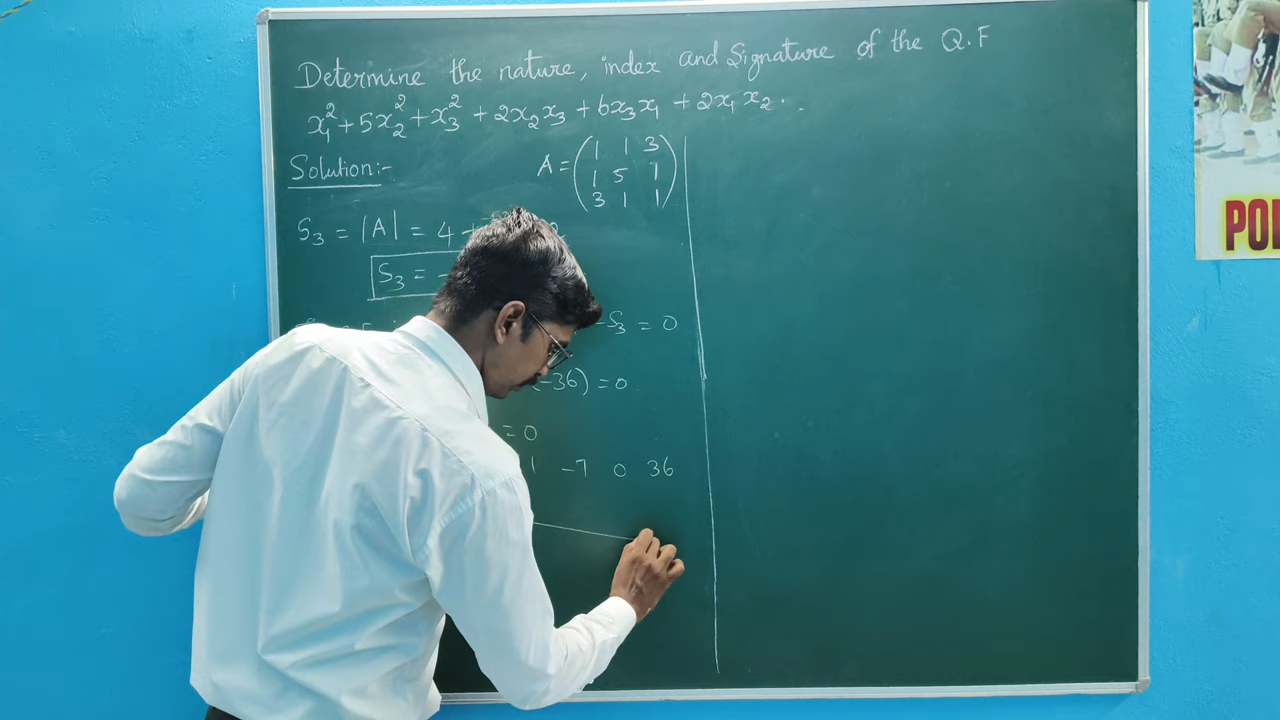 Determine the nature, index and Signature of the Q.F
x₁² + 5x₂² + x₃² + 2x₂x₃ + 6x₃x₁ + 2x₁x₂.
Solution:-
A = (1 1 3
1 5 1
3 1 1)
S₃ = |A| = 4
S₃ = -
-S₃ = 0
(-36) = 0
= 0
1 -7 0 36